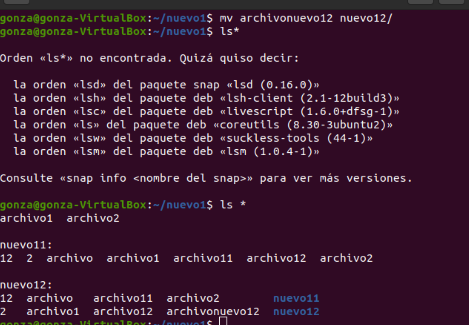 gonza@gonza-VirtualBox:~/nuevo1$ mv archivonuevo12 nuevo12/
gonza@gonza-VirtualBox:~/nuevo1$ ls*

Orden «ls*» no encontrada. Quizá quiso decir:

  la orden «lsd» del paquete snap «lsd (0.16.0)»
  la orden «lsh» del paquete deb «lsh-client (2.1-12build3)»
  la orden «lsc» del paquete deb «livescript (1.6.0+dfsg-1)»
  la orden «ls» del paquete deb «coreutils (8.30-3ubuntu2)»
  la orden «lsw» del paquete deb «suckless-tools (44-1)»
  la orden «lsm» del paquete deb «lsm (1.0.4-1)»

Consulte «snap info <nombre del snap>» para ver más versiones.

gonza@gonza-VirtualBox:~/nuevo1$ ls *
archivo1  archivo2

nuevo11:
12  2  archivo  archivo1  archivo11  archivo12  archivo2

nuevo12:
12  archivo   archivo11  archivo2        nuevo11
2   archivo1  archivo12  archivonuevo12  nuevo12
gonza@gonza-VirtualBox:~/nuevo1$